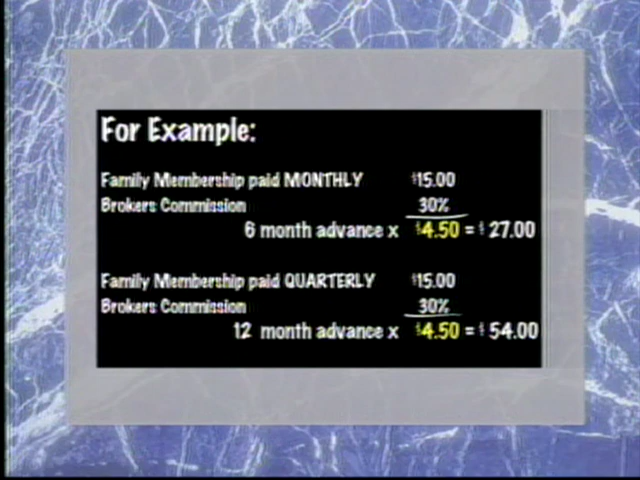 For Example:
Family Membership paid MONTHLY $15.00
Brokers Commission 30%
6 month advance x $4.50 = $ 27.00
Family Membership paid QUARTERLY $15.00
Brokers Commission 30%
12 month advance x $4.50 = $ 54.00